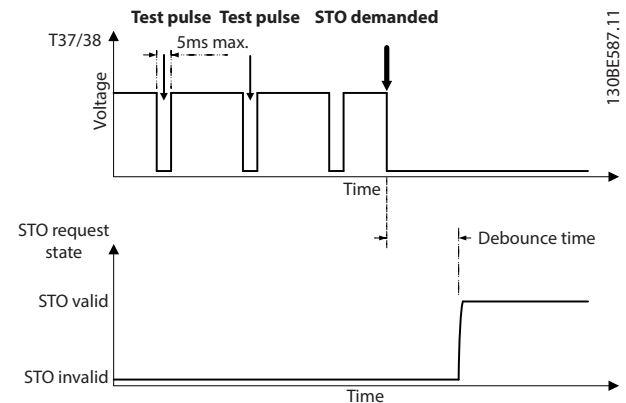 Test pulse Test pulse STO demanded
T37/38
5ms max.
Voltage
Time
130BE587.11
STO request
state
Debounce time
STO valid
STO invalid
Time